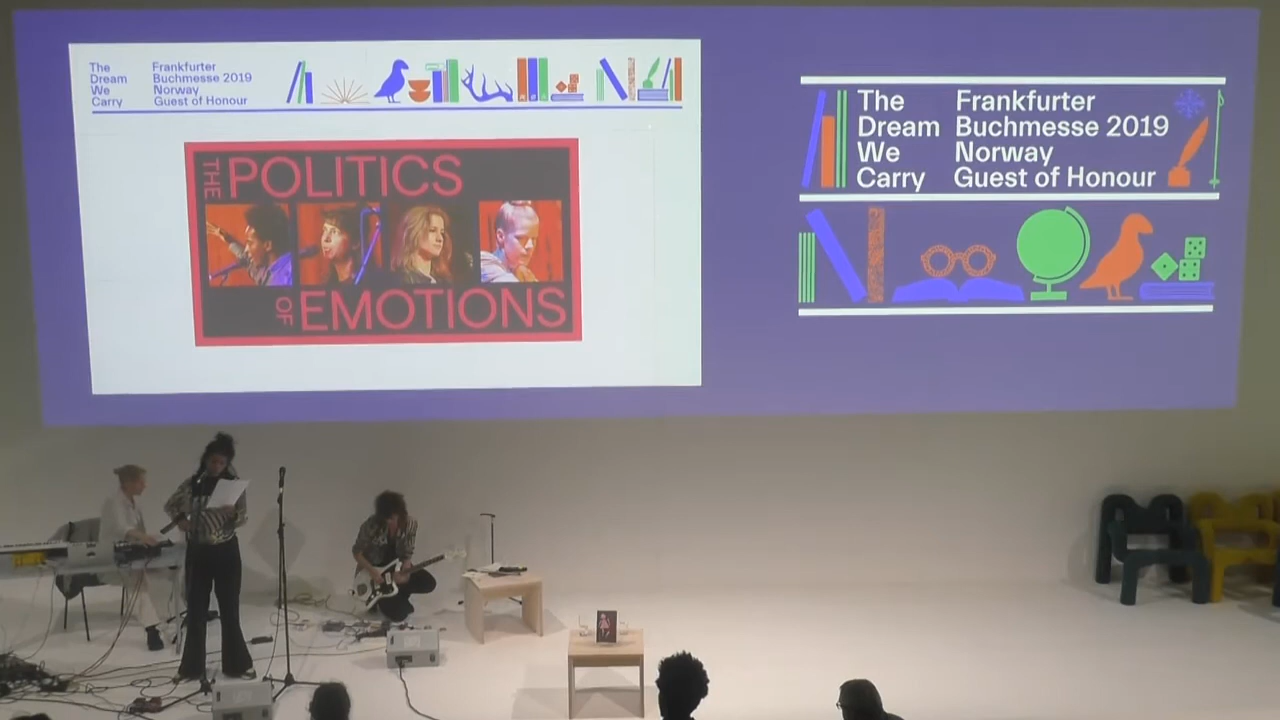 The Dream We Carry
Frankfurter Buchmesse 2019 Norway Guest of Honour
THE POLITICS
OF EMOTIONS
The Frankfurter
Dream Buchmesse 2019
We Norway
Carry Guest of Honour